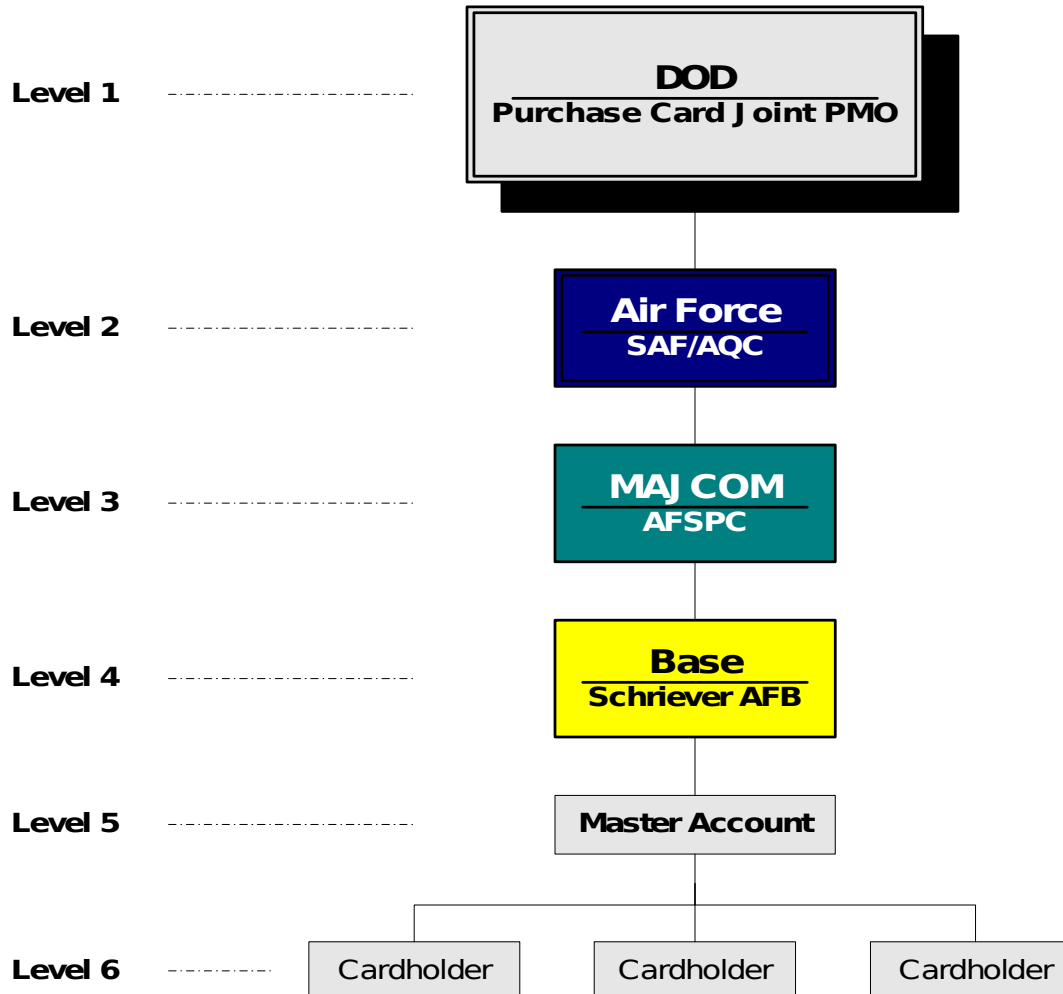 Level 1
DOD
Purchase Card Joint PMO
Level 2
Air Force
SAF/AQC
Level 3
MAJCOM
AFSPC
Level 4
Base
Schriever AFB
Level 5
Master Account
Level 6
Cardholder
Cardholder
Cardholder